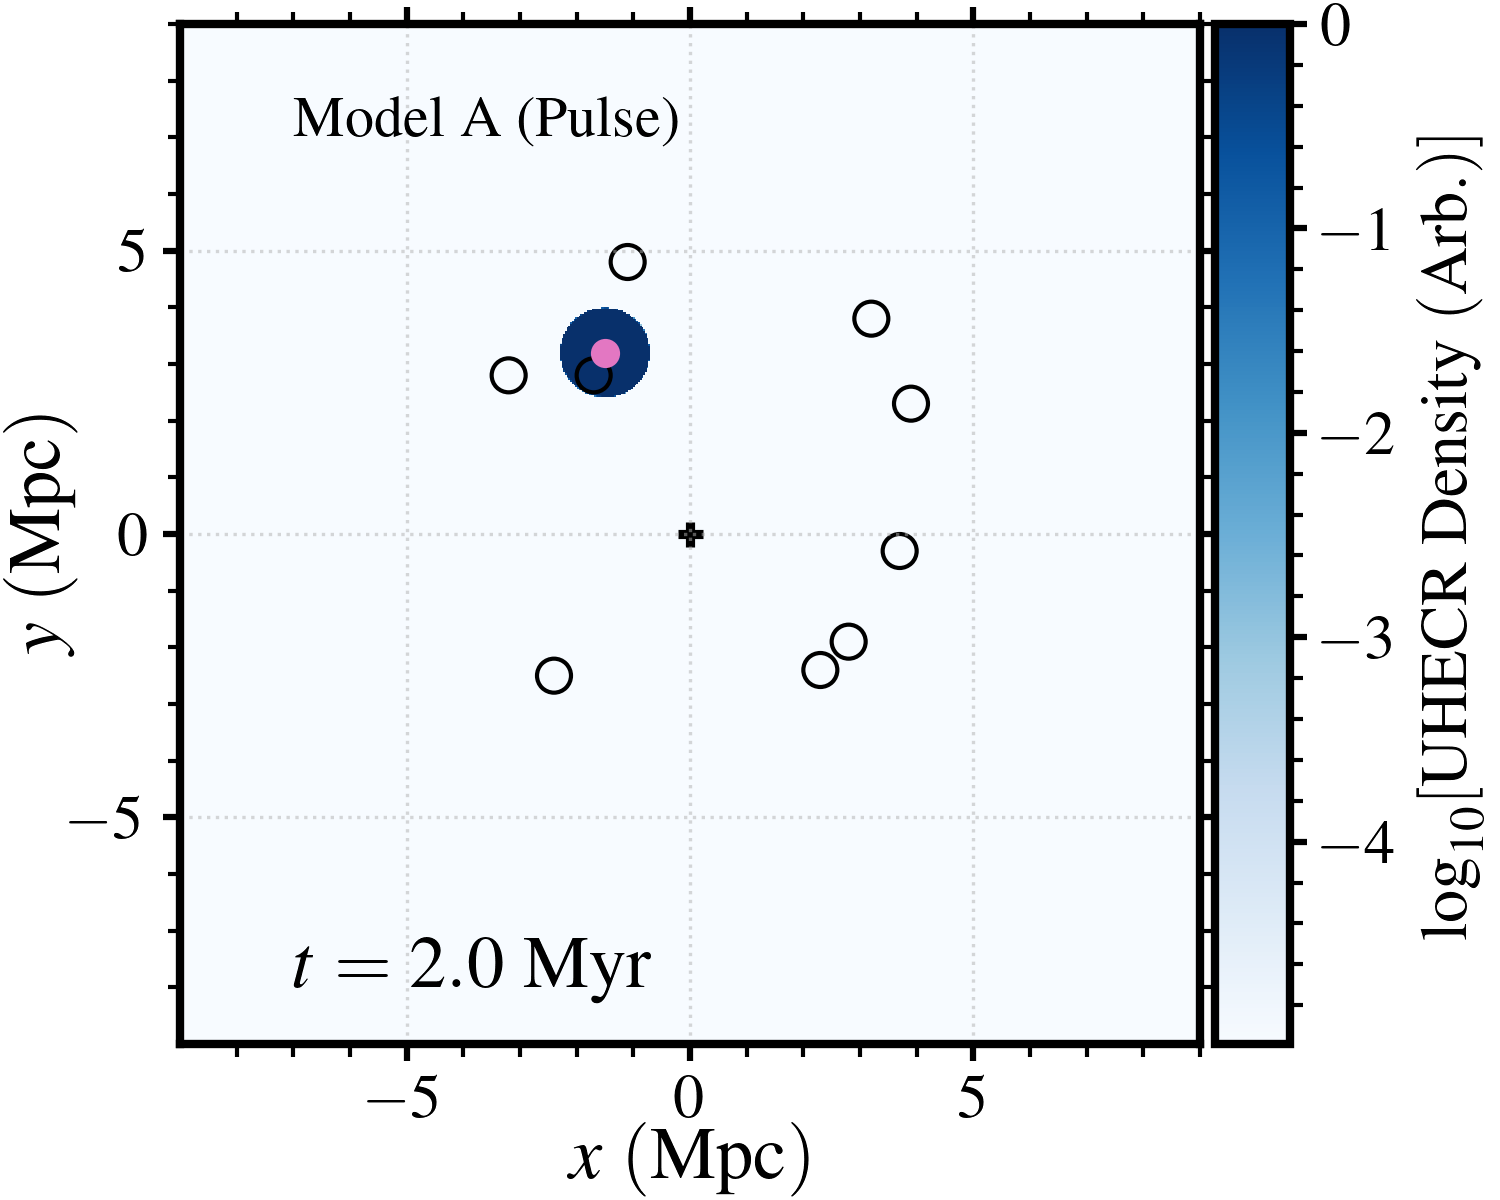 Model A (Pulse)
t = 2.0 Myr
5
0
−5
y (Mpc)
−5 0 5
x (Mpc)
0
−1
−2
−3
−4
log₁₀[UHECR Density (Arb.)]